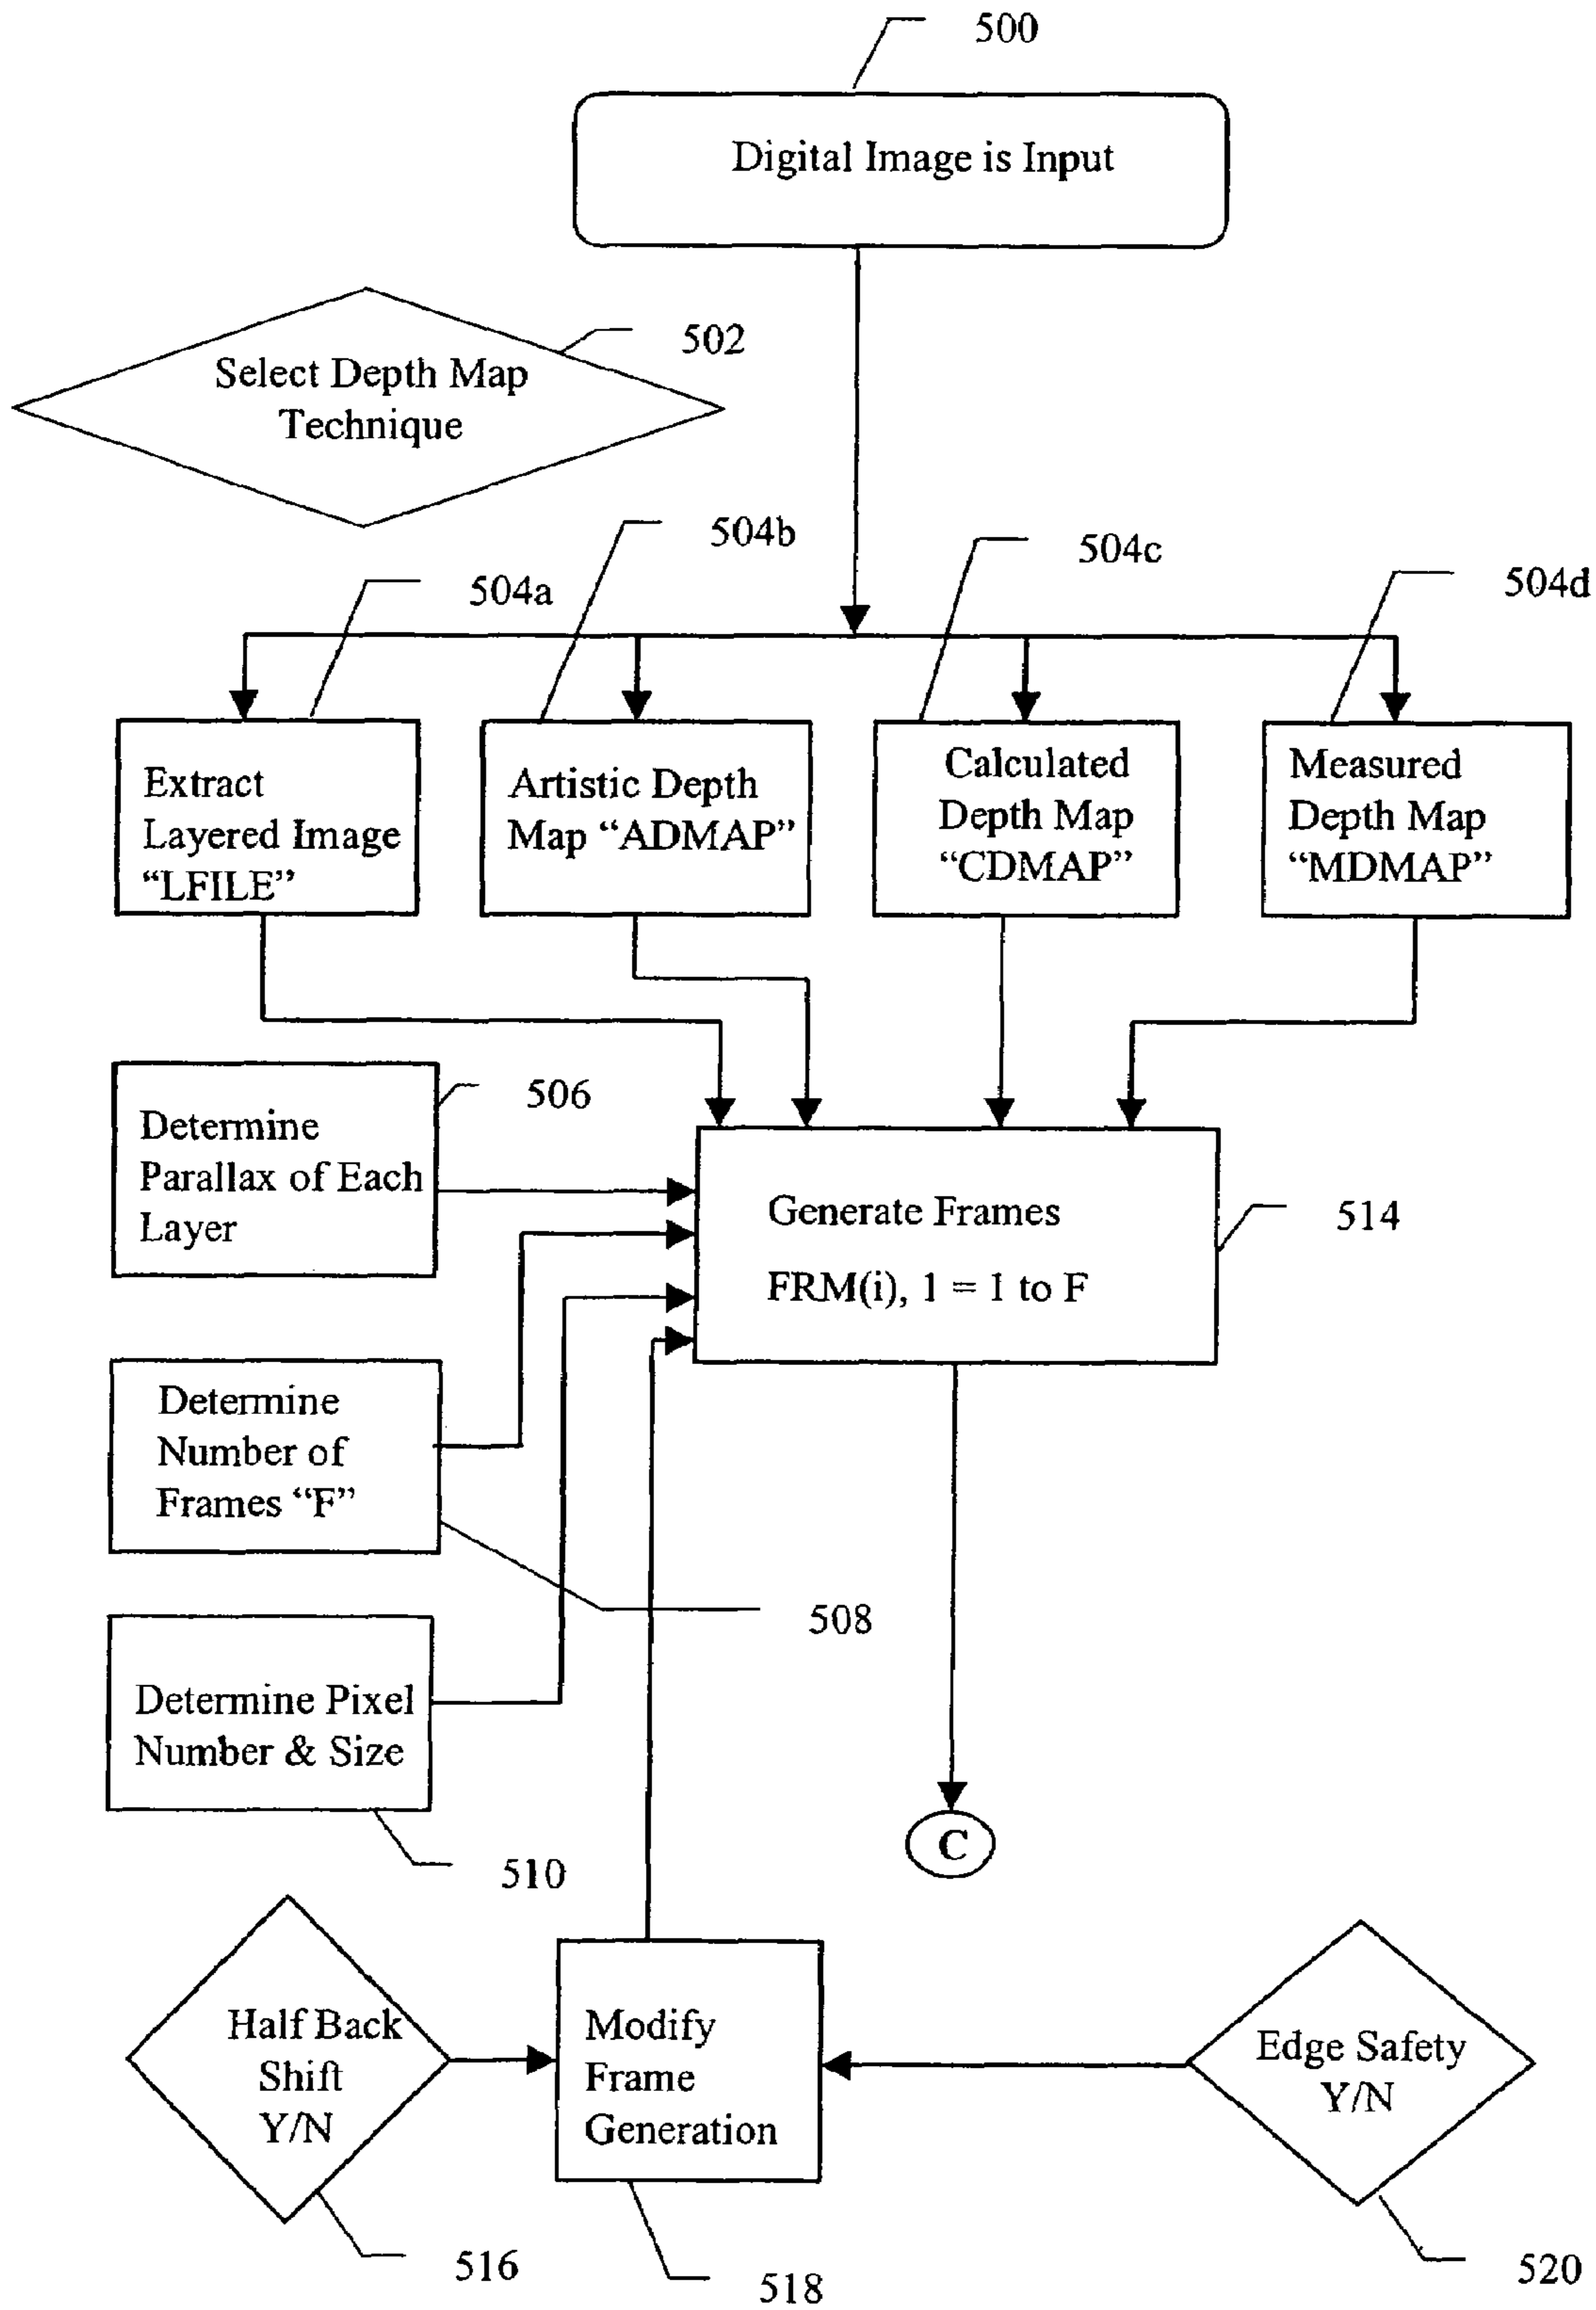 500
Digital Image is Input
502
Select Depth Map
Technique
504a
504b
504c
504d
Extract
Layered Image
“LFILE”
Artistic Depth
Map “ADMAP”
Calculated
Depth Map
“CDMAP”
Measured
Depth Map
“MDMAP”
506
Determine
Parallax of Each
Layer
Generate Frames
FRM(i), 1 = 1 to F
514
Determine
Number of
Frames “F”
508
Determine Pixel
Number & Size
510
C
Half Back
Shift
Y/N
Modify
Frame
Generation
Edge Safety
Y/N
516
518
520